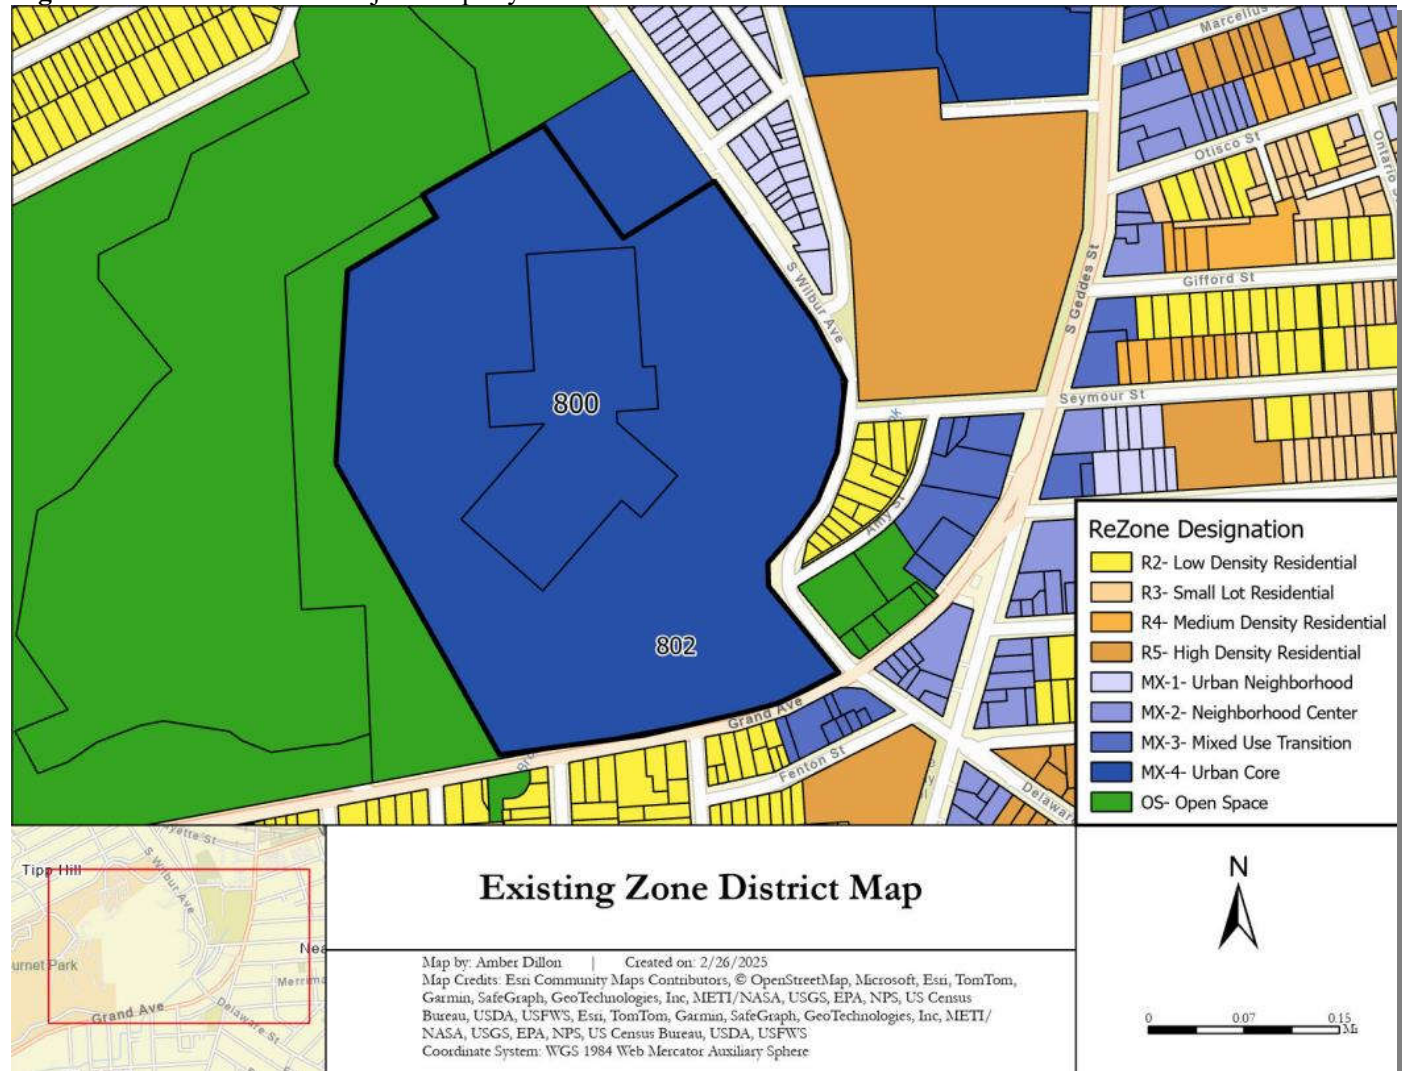 Marcellus
Otisco St
Ontario
S Wilbur Ave
S Geddes St
Gifford St
Seymour St
800
Amy St
802
Grand Ave
Fenton St
Delaware
ReZone Designation
R2- Low Density Residential
R3- Small Lot Residential
R4- Medium Density Residential
R5- High Density Residential
MX-1- Urban Neighborhood
MX-2- Neighborhood Center
MX-3- Mixed Use Transition
MX-4- Urban Core
OS- Open Space
yette St
Tipp Hill
S Wilbur Ave
Nea
urnet Park
Merrima
Grand Ave
Delaware St
Existing Zone District Map
Map by: Amber Dillon | Created on: 2/26/2025
Map Credits: Esri Community Maps Contributors, © OpenStreetMap, Microsoft, Esri, TomTom,
Garmin, SafeGraph, GeoTechnologies, Inc, METI/NASA, USGS, EPA, NPS, US Census
Bureau, USDA, USFWS, Esri, TomTom, Garmin, SafeGraph, GeoTechnologies, Inc, METI/
NASA, USGS, EPA, NPS, US Census Bureau, USDA, USFWS
Coordinate System: WGS 1984 Web Mercator Auxiliary Sphere
N
0 0.07 0.15
Mi